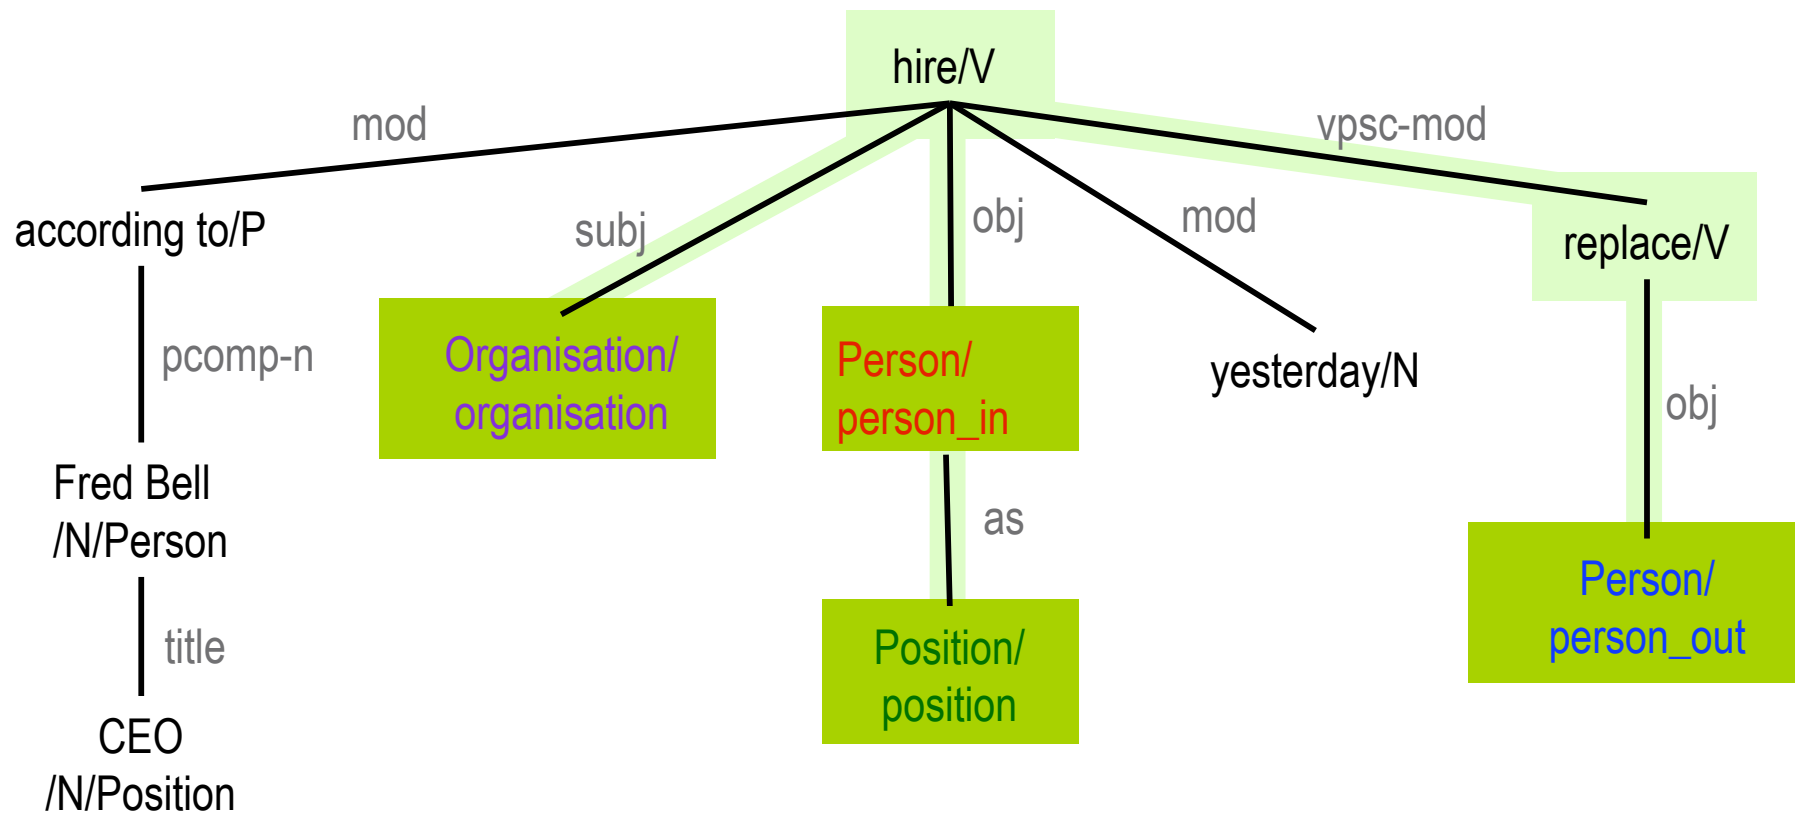 hire/V
mod
vpsc-mod
according to/P
subj
obj
mod
replace/V
pcomp-n
Organisation/
organisation
Person/
person_in
yesterday/N
obj
Fred Bell
/N/Person
as
Person/
person_out
title
Position/
position
CEO
/N/Position